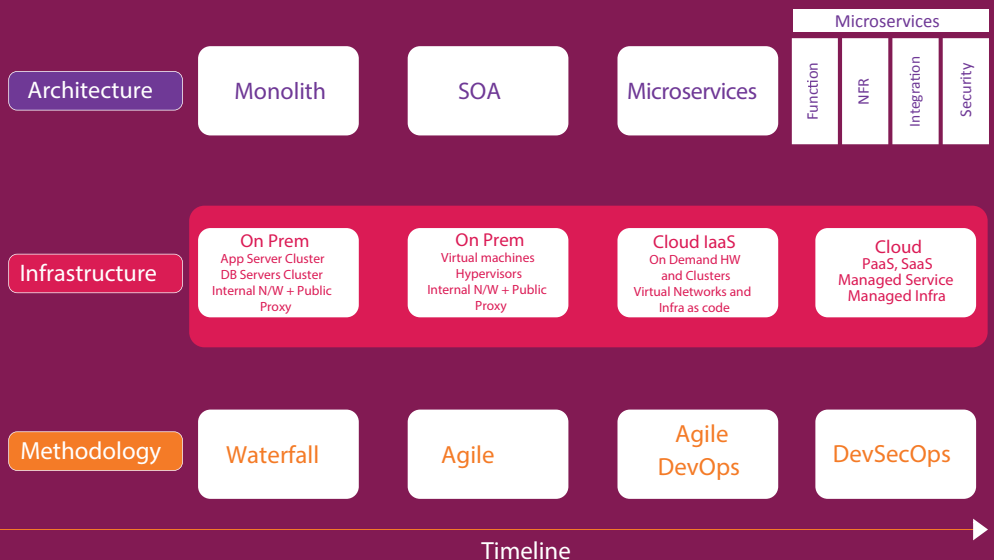 Microservices
Architecture
Monolith
SOA
Microservices
Function
NFR
Integration
Security
Infrastructure
On Prem
App Server Cluster
DB Servers Cluster
Internal N/W + Public
Proxy
On Prem
Virtual machines
Hypervisors
Internal N/W + Public
Proxy
Cloud IaaS
On Demand HW
and Clusters
Virtual Networks and
Infra as code
Cloud
PaaS, SaaS
Managed Service
Managed Infra
Methodology
Waterfall
Agile
Agile
DevOps
DevSecOps
Timeline